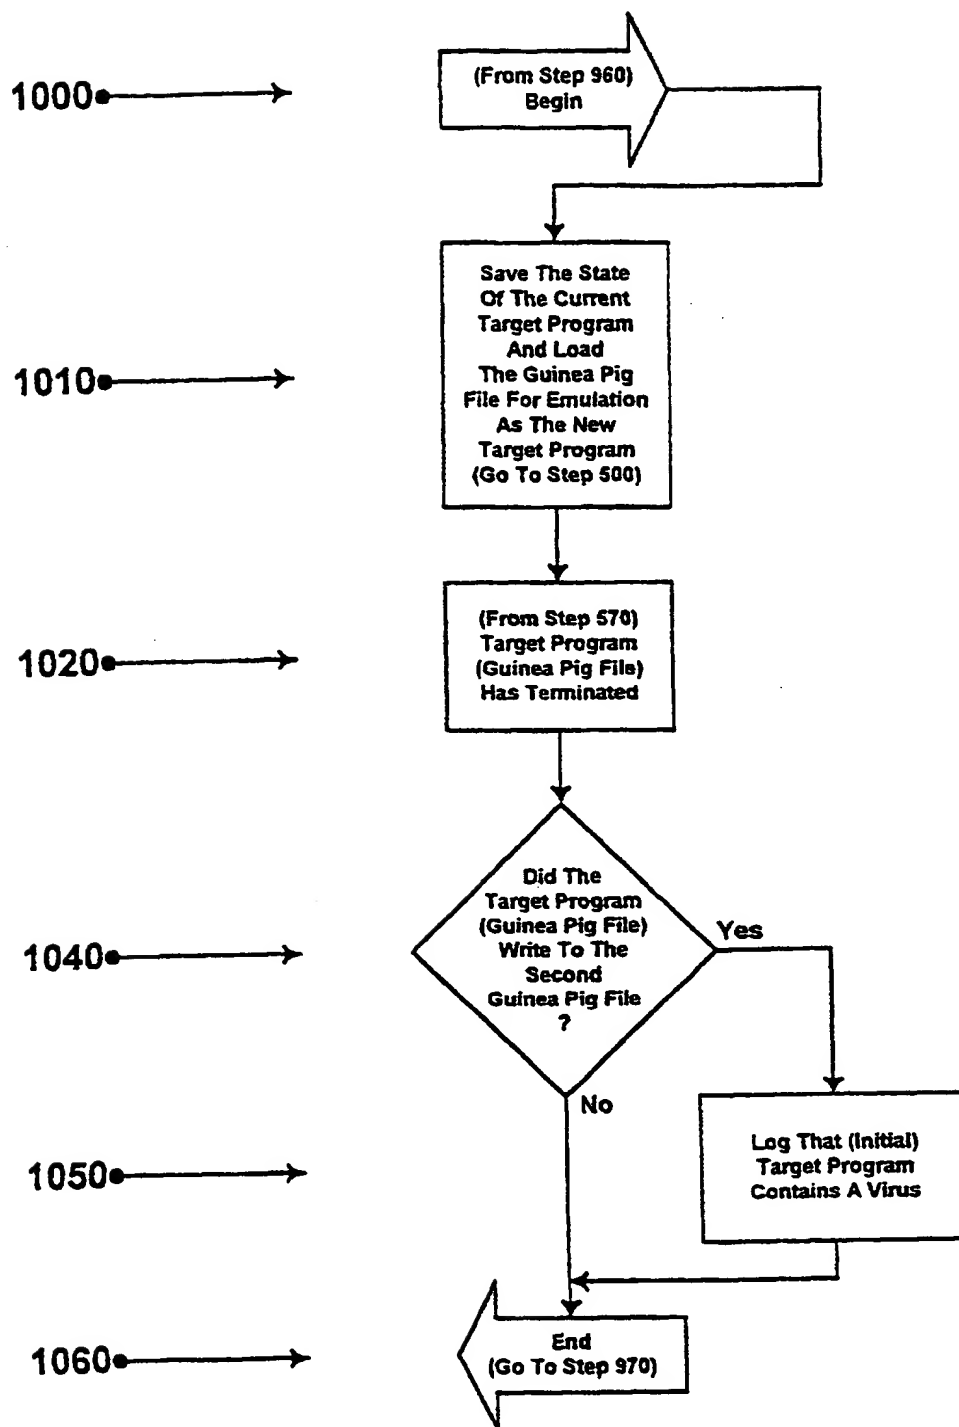 1000
(From Step 960)
Begin
1010
Save The State
Of The Current
Target Program
And Load
The Guinea Pig
File For Emulation
As The New
Target Program
(Go To Step 500)
1020
(From Step 570)
Target Program
(Guinea Pig File)
Has Terminated
1040
Did The
Target Program
(Guinea Pig File)
Write To The
Second
Guinea Pig File
?
Yes
No
1050
Log That (Initial)
Target Program
Contains A Virus
1060
End
(Go To Step 970)